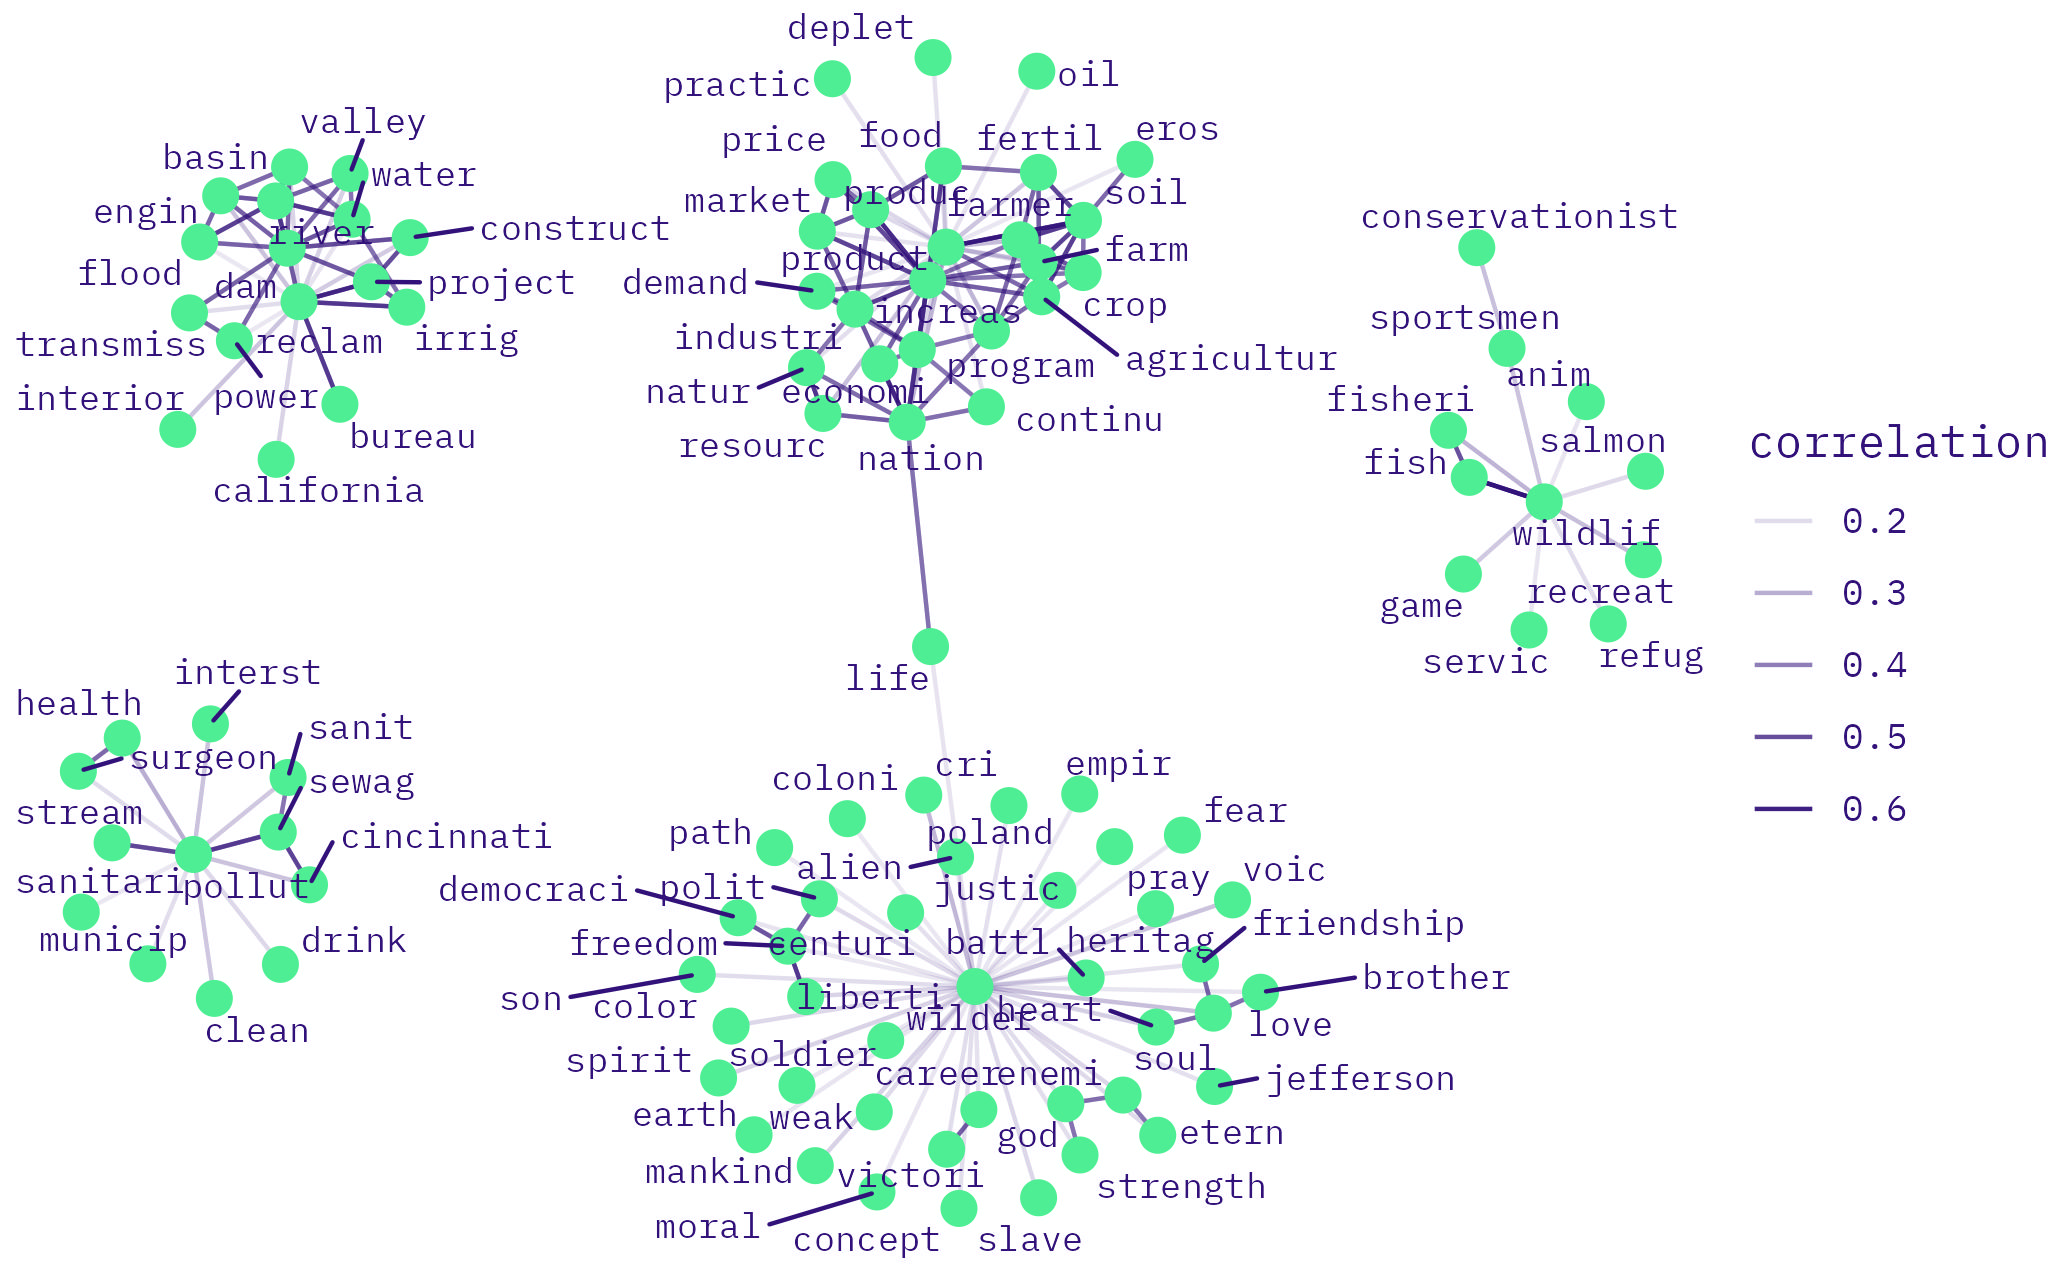 deplet
practic
oil
price
food
fertil
eros
market
produc
farmer
soil
product
farm
demand
increas
crop
industri
program
agricultur
natur
economi
continu
resourc
nation
life
valley
basin
water
engin
river
construct
flood
dam
project
transmiss
reclam
irrig
interior
power
bureau
california
conservationist
sportsmen
anim
fisheri
salmon
fish
wildlif
recreat
game
servic
refug
correlation
0.2
0.3
0.4
0.5
0.6
interst
health
sanit
surgeon
sewag
stream
cincinnati
sanitari
pollut
municip
drink
clean
cri
empir
coloni
fear
path
poland
alien
voic
democraci
polit
justic
pray
friendship
freedom
centuri
battl
heritag
brother
son
color
liberti
wilder
heart
love
spirit
soldier
soul
career
enemi
jefferson
earth
weak
god
etern
mankind
victori
strength
moral
concept
slave